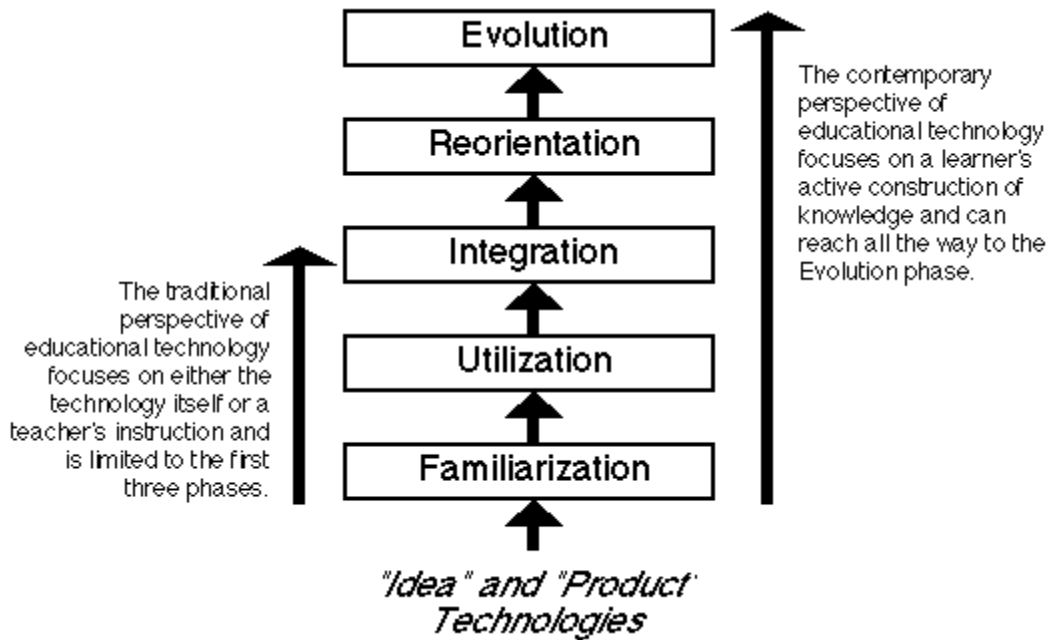 Evolution
Reorientation
Integration
Utilization
Familiarization
"Idea" and "Product"
Technologies
The traditional
perspective of
educational technology
focuses on either the
technology itself or a
teacher's instruction and
is limited to the first
three phases.
The contemporary
perspective of
educational technology
focuses on a learner's
active construction of
knowledge and can
reach all the way to the
Evolution phase.